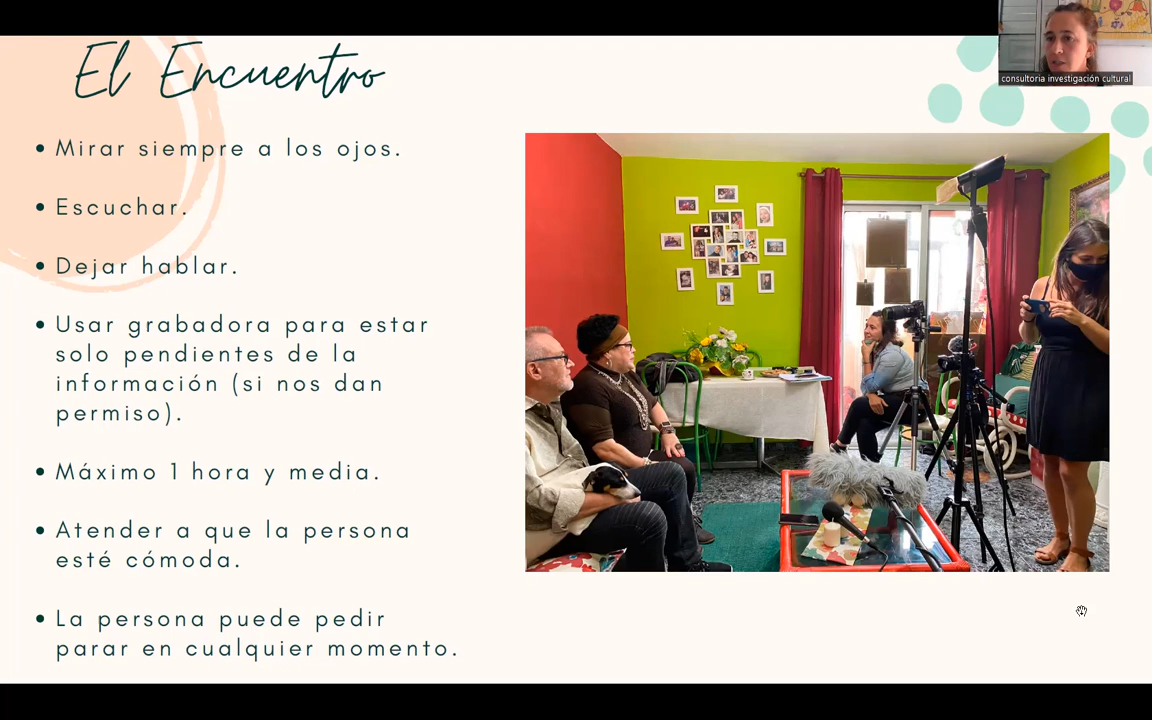 El Encuentro
consultoria investigación cultural
• Mirar siempre a los ojos.
• Escuchar.
• Dejar hablar.
• Usar grabadora para estar
solo pendientes de la
información (si nos dan
permiso).
• Máximo 1 hora y media.
• Atender a que la persona
esté cómoda.
• La persona puede pedir
parar en cualquier momento.